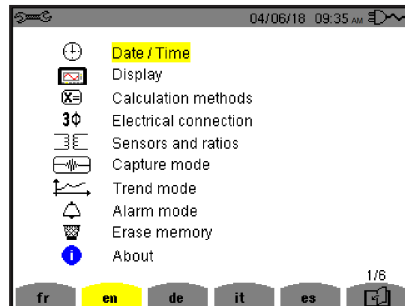 04/06/18 09:35 AM
Date / Time
Display
X= Calculation methods
3Φ Electrical connection
Sensors and ratios
Capture mode
Trend mode
Alarm mode
Erase memory
i About
1/6
fr en de it es